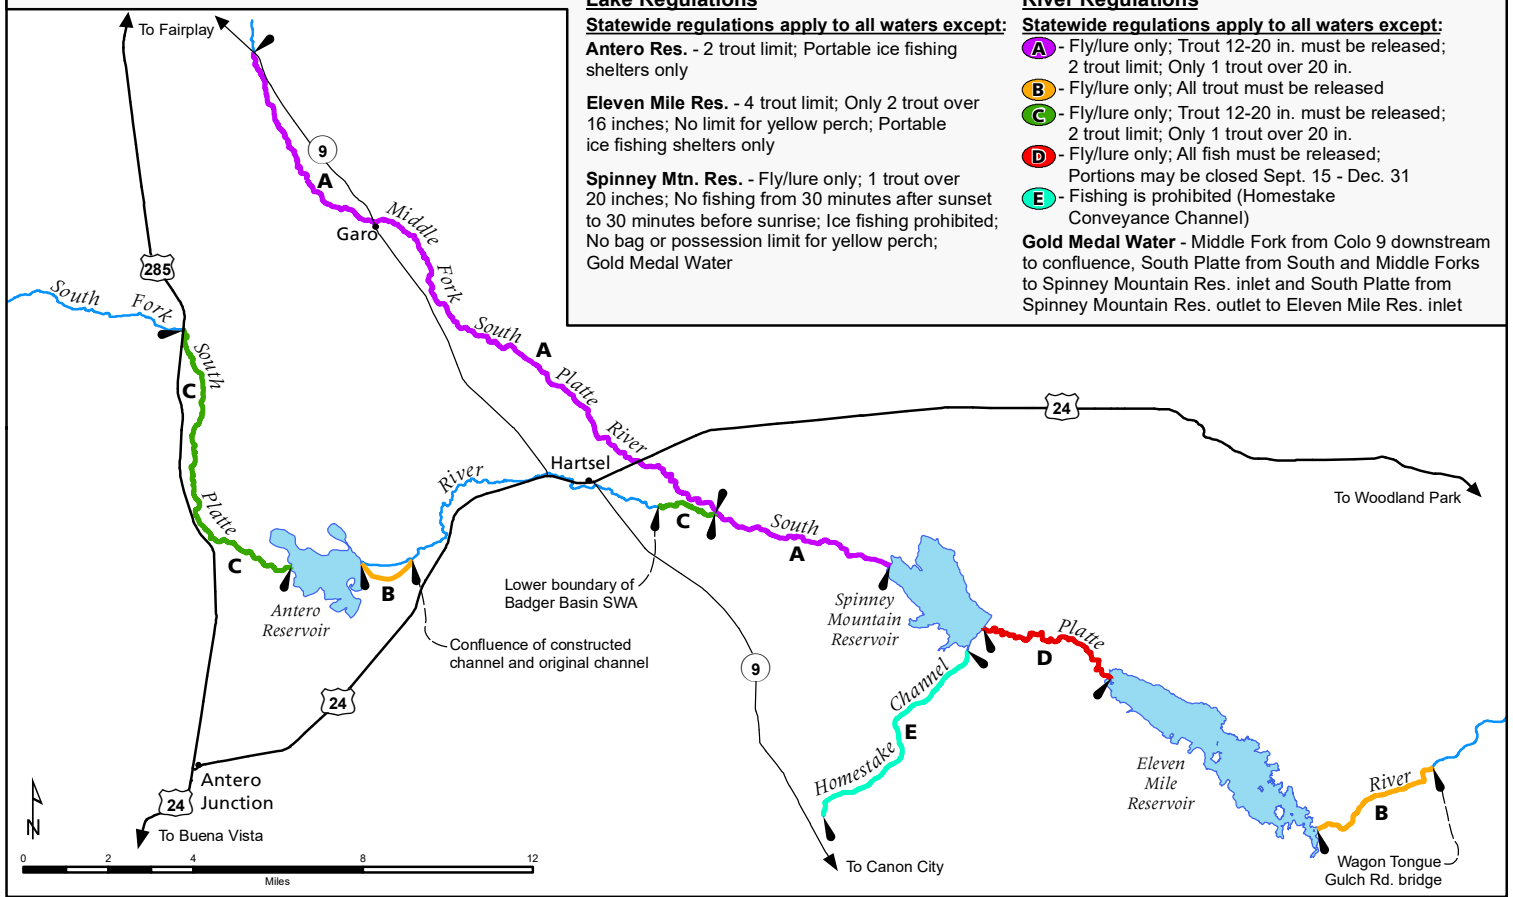 Lake Regulations
Statewide regulations apply to all waters except:
Antero Res. - 2 trout limit; Portable ice fishing
shelters only
Eleven Mile Res. - 4 trout limit; Only 2 trout over
16 inches; No limit for yellow perch; Portable
ice fishing shelters only
Spinney Mtn. Res. - Fly/lure only; 1 trout over
20 inches; No fishing from 30 minutes after sunset
to 30 minutes before sunrise; Ice fishing prohibited;
No bag or possession limit for yellow perch;
Gold Medal Water
River Regulations
Statewide regulations apply to all waters except:
A - Fly/lure only; Trout 12-20 in. must be released;
2 trout limit; Only 1 trout over 20 in.
B - Fly/lure only; All trout must be released
C - Fly/lure only; Trout 12-20 in. must be released;
2 trout limit; Only 1 trout over 20 in.
D - Fly/lure only; All fish must be released;
Portions may be closed Sept. 15 - Dec. 31
E - Fishing is prohibited (Homestake
Conveyance Channel)
Gold Medal Water - Middle Fork from Colo 9 downstream
to confluence, South Platte from South and Middle Forks
to Spinney Mountain Res. inlet and South Platte from
Spinney Mountain Res. outlet to Eleven Mile Res. inlet
To Fairplay
9
A
Middle
Garo
Fork
285
South
Fork
South
A
South
C
Platte
24
River
Hartsel
River
To Woodland Park
Platte
C
South
A
C
B
Lower boundary of
Badger Basin SWA
Antero
Reservoir
Spinney
Mountain
Reservoir
Platte
D
Confluence of constructed
channel and original channel
9
Channel
E
24
Homestake
Eleven
Mile
Reservoir
River
B
Antero
Junction
24
To Buena Vista
N
To Canon City
Wagon Tongue
Gulch Rd. bridge
0 2 4 8 12
Miles